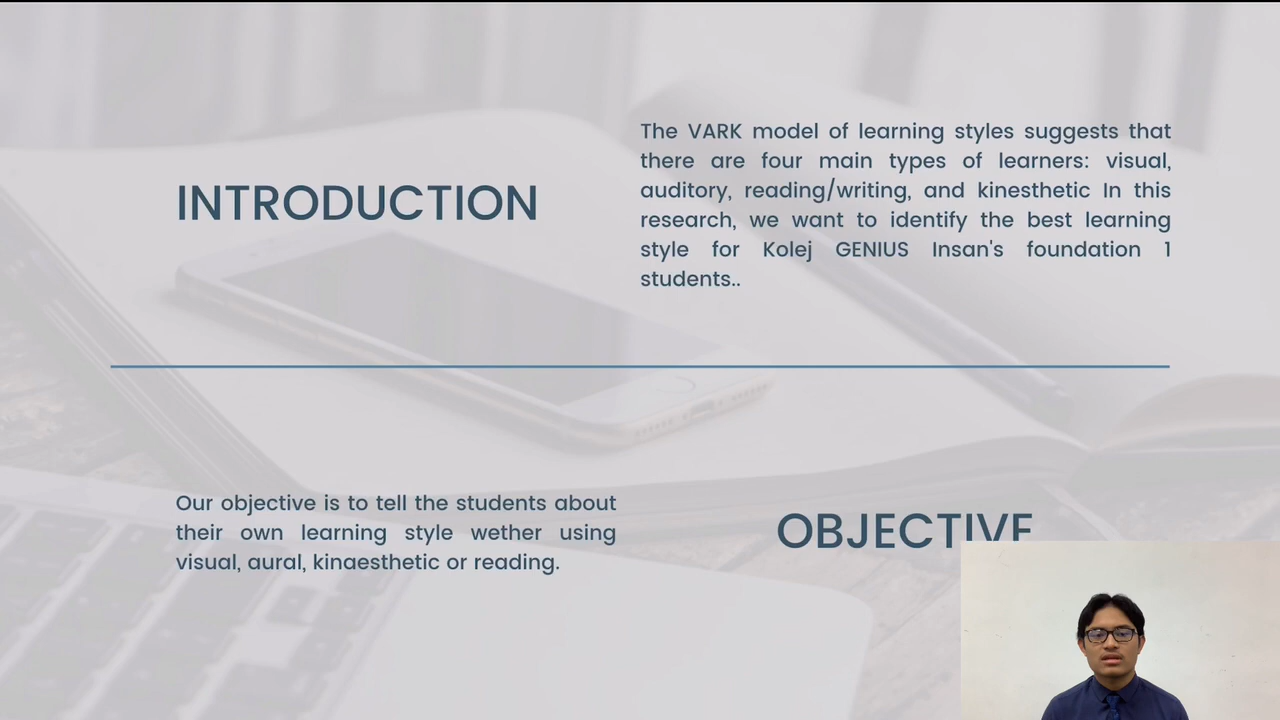 INTRODUCTION
The VARK model of learning styles suggests that
there are four main types of learners: visual,
auditory, reading/writing, and kinesthetic In this
research, we want to identify the best learning
style for Kolej GENIUS Insan's foundation 1
students..
Our objective is to tell the students about
their own learning style wether using
visual, aural, kinaesthetic or reading.
OBJECTIVE